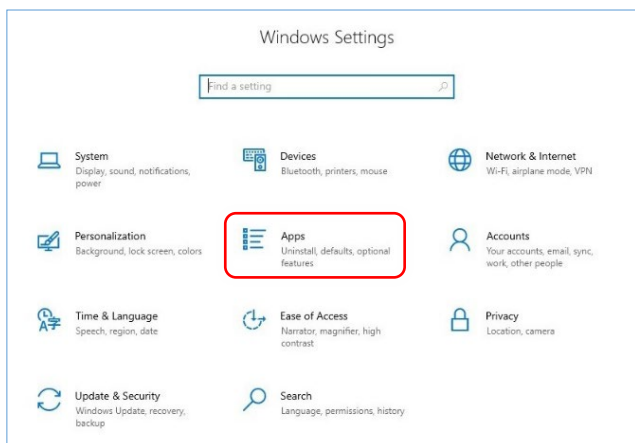 Windows Settings
Find a setting
System
Display, sound, notifications,
power
Devices
Bluetooth, printers, mouse
Network & Internet
Wi-Fi, airplane mode, VPN
Personalization
Background, lock screen, colors
Apps
Uninstall, defaults, optional
features
Accounts
Your accounts, email, sync,
work, other people
Time & Language
Speech, region, date
Ease of Access
Narrator, magnifier, high
contrast
Privacy
Location, camera
Update & Security
Windows Update, recovery,
backup
Search
Language, permissions, history